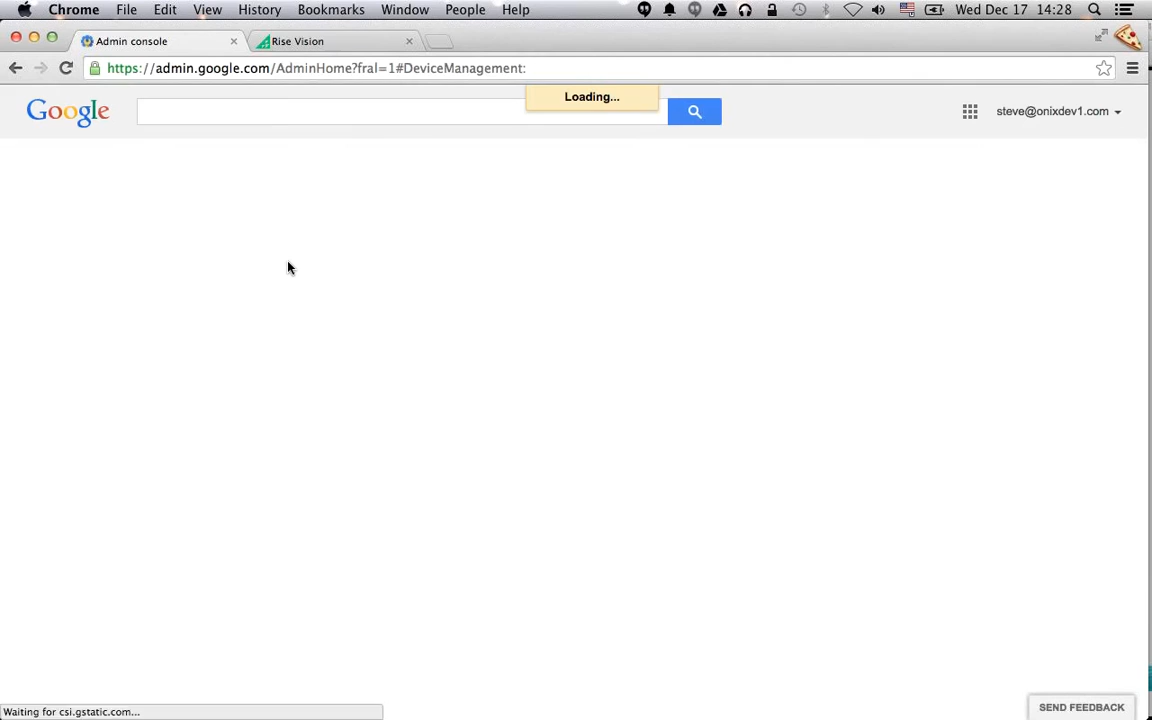 Chrome File Edit View History Bookmarks Window People Help Wed Dec 17 14:28
Admin console Rise Vision
https://admin.google.com/AdminHome?fral=1#DeviceManagement:
Loading...
Google steve@onixdev1.com
Waiting for csi.gstatic.com...
SEND FEEDBACK